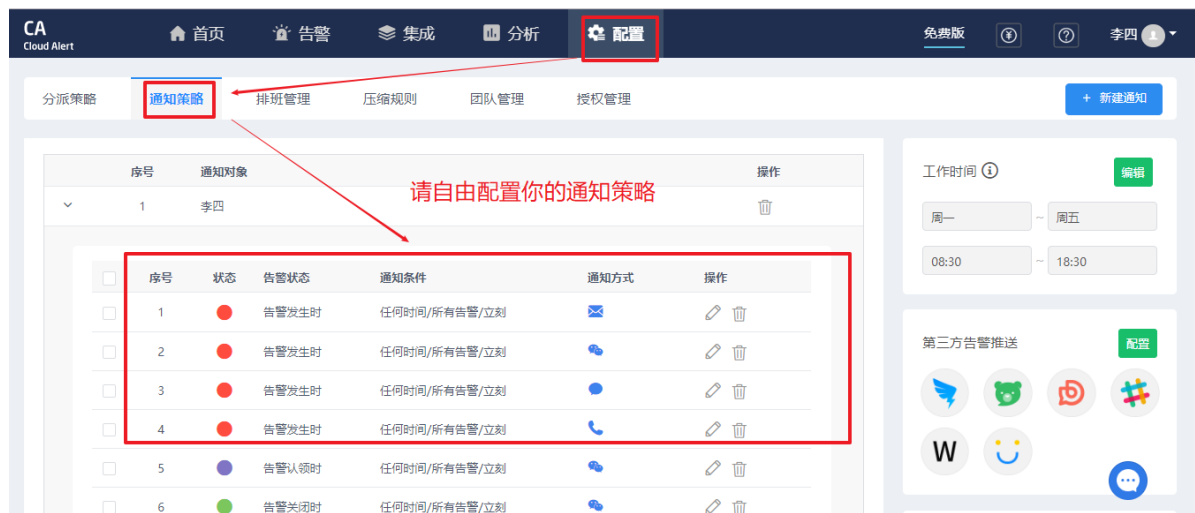 CA
Cloud Alert
首页
告警
集成
分析
配置
免费版
李四
分派策略
通知策略
排班管理
压缩规则
团队管理
授权管理
+ 新建通知
序号 通知对象 操作
1 李四
请自由配置你的通知策略
序号 状态 告警状态 通知条件 通知方式 操作
1 告警发生时 任何时间/所有告警/立刻
2 告警发生时 任何时间/所有告警/立刻
3 告警发生时 任何时间/所有告警/立刻
4 告警发生时 任何时间/所有告警/立刻
5 告警认领时 任何时间/所有告警/立刻
6 告警关闭时 任何时间/所有告警/立刻
工作时间
编辑
周一 ~ 周五
08:30 ~ 18:30
第三方告警推送
配置
W